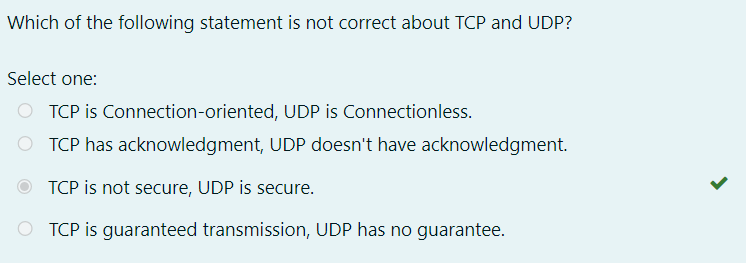 Which of the following statement is not correct about TCP and UDP?
Select one:
TCP is Connection-oriented, UDP is Connectionless.
TCP has acknowledgment, UDP doesn't have acknowledgment.
TCP is not secure, UDP is secure.
TCP is guaranteed transmission, UDP has no guarantee.